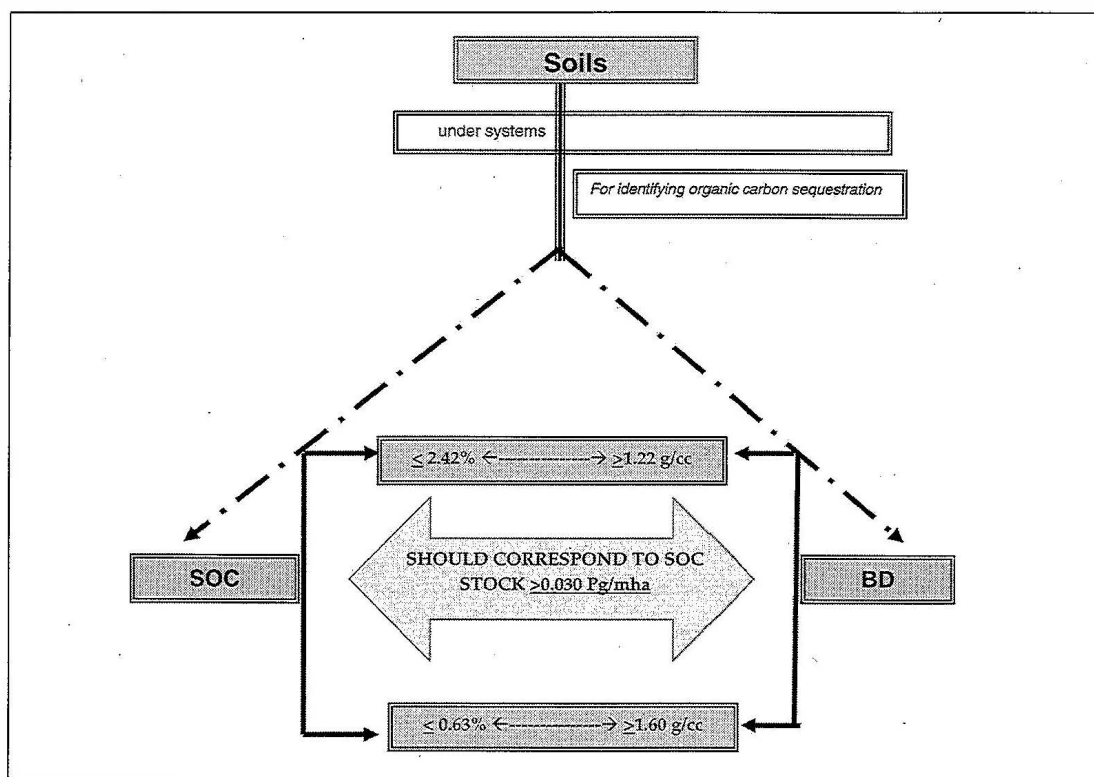 Soils
under systems
For identifying organic carbon sequestration
≤ 2.42% ←------------→ ≥1.22 g/cc
SHOULD CORRESPOND TO SOC
STOCK >0.030 Pg/mha
SOC
BD
≤ 0.63% ←------------→ ≥1.60 g/cc